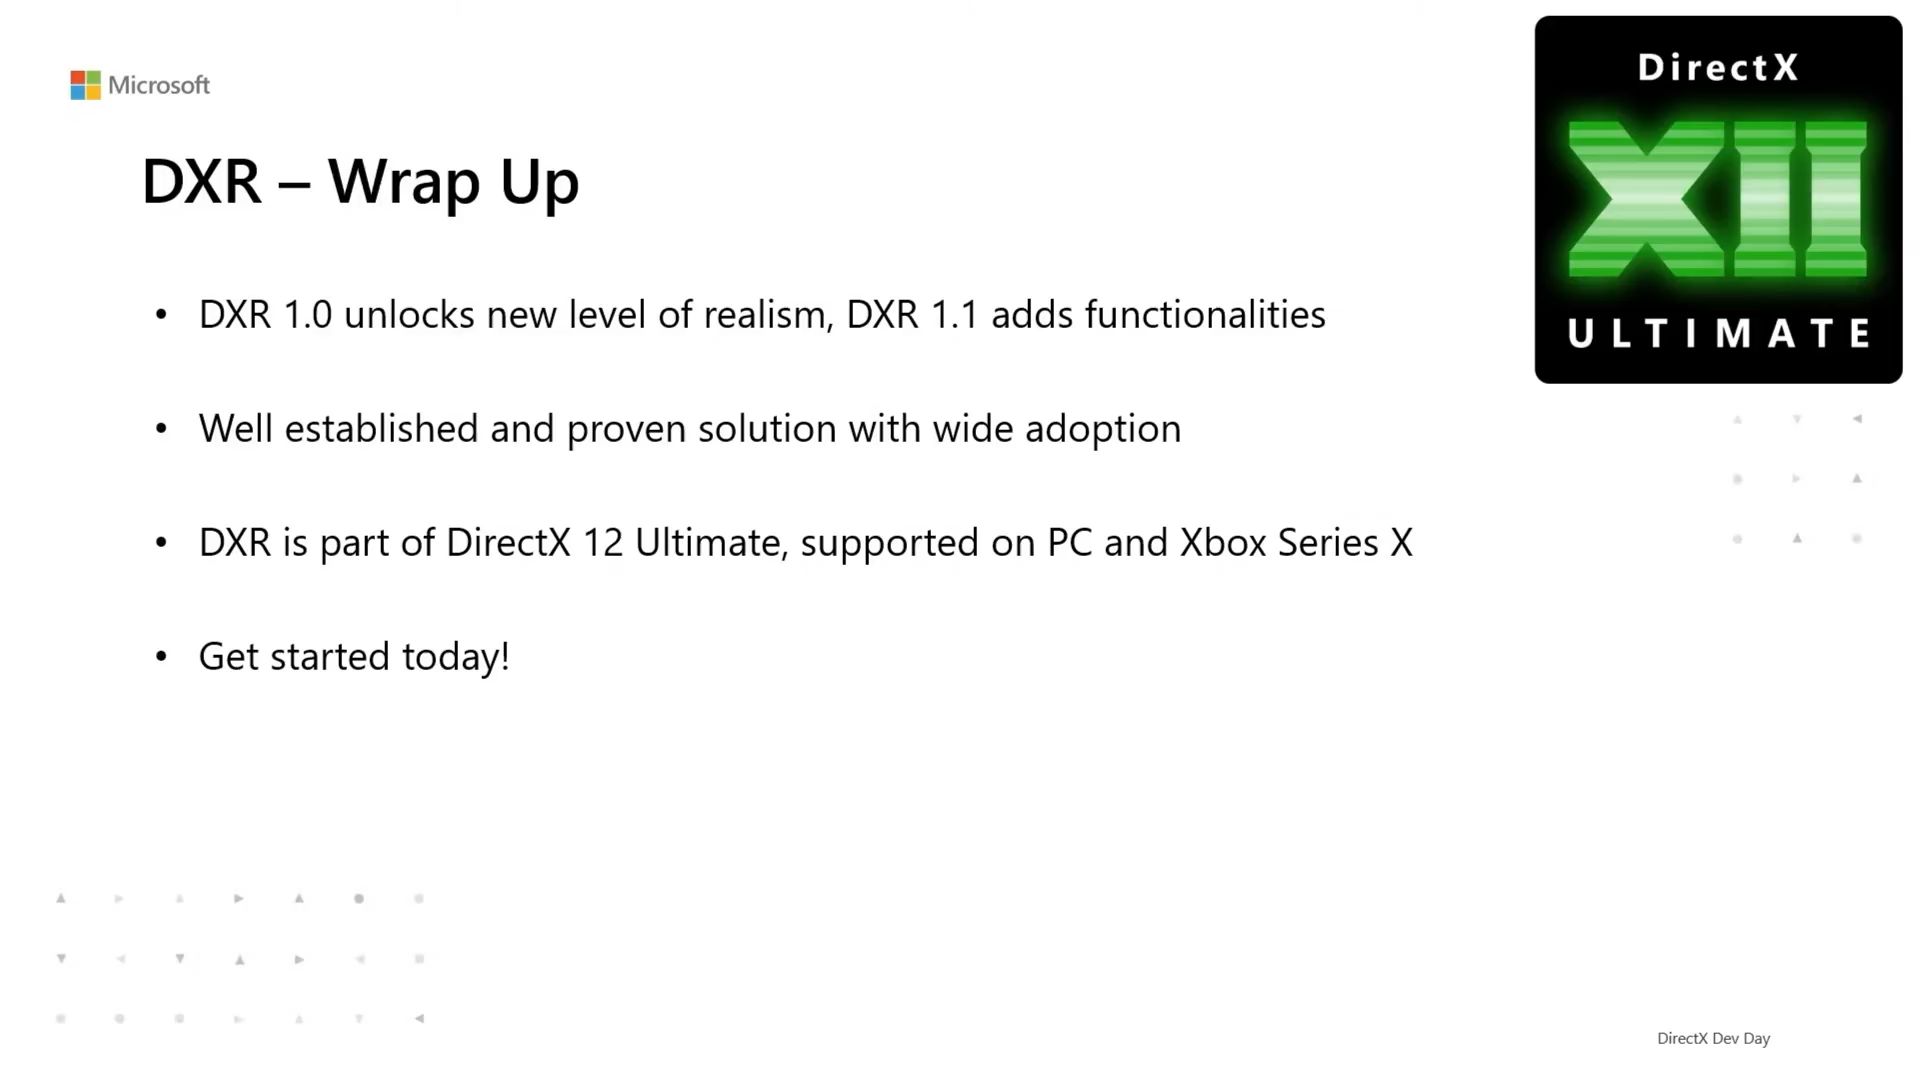 Microsoft
DirectX
XII
ULTIMATE
DXR – Wrap Up
• DXR 1.0 unlocks new level of realism, DXR 1.1 adds functionalities
• Well established and proven solution with wide adoption
• DXR is part of DirectX 12 Ultimate, supported on PC and Xbox Series X
• Get started today!
DirectX Dev Day